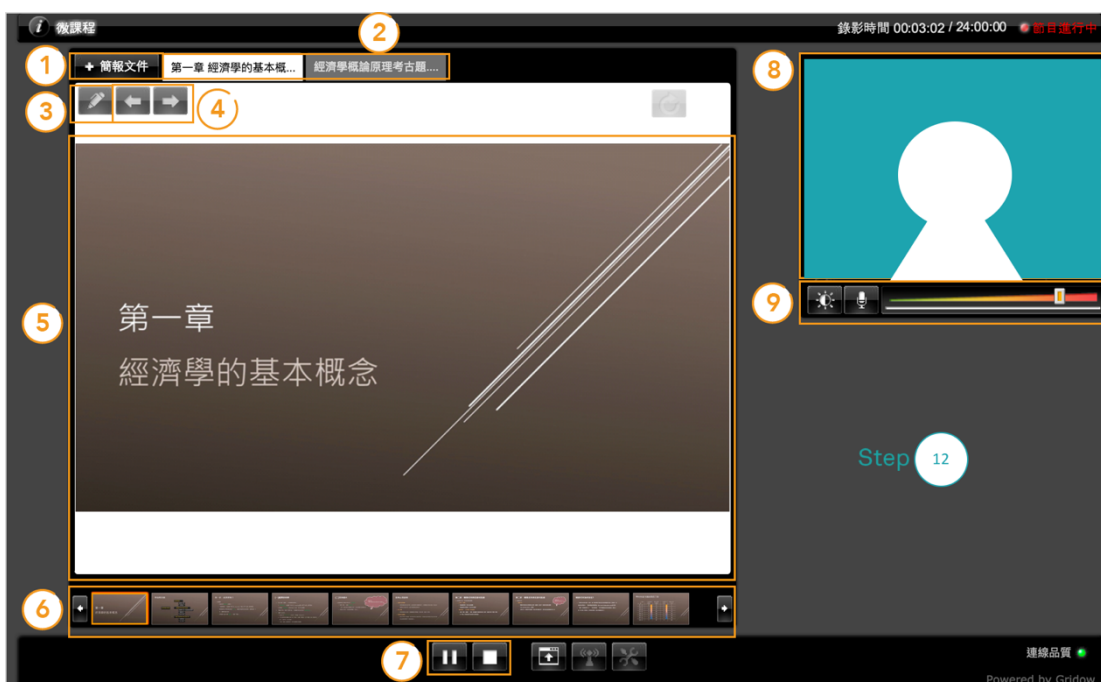 微課程
錄影時間 00:03:02 / 24:00:00 節目進行中
1
2
+ 簡報文件
第一章 經濟學的基本概...
經濟學概論原理考古題....
3
4
8
5
第一章
經濟學的基本概念
9
Step 12
6
7
連線品質
Powered by Gridow